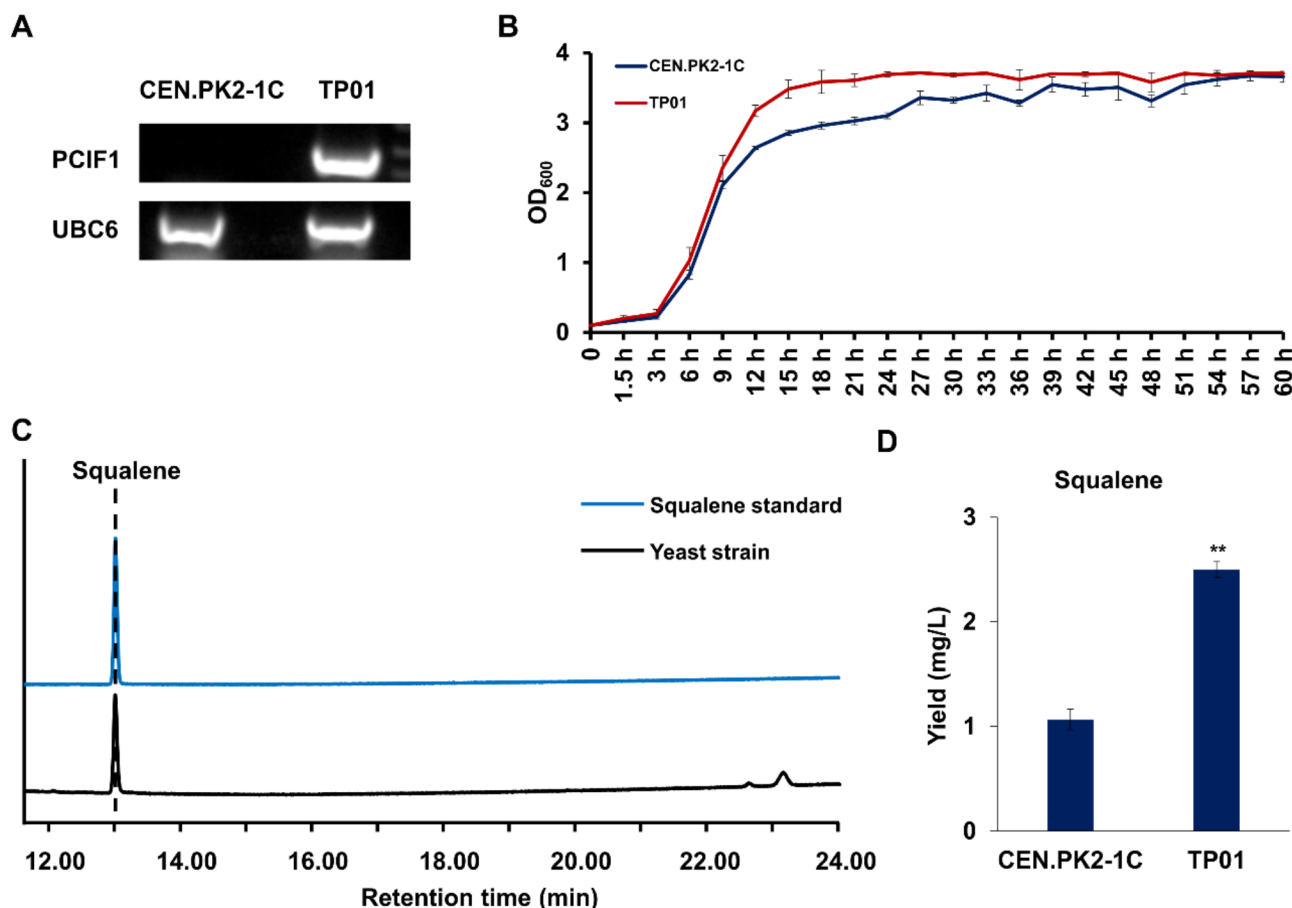 A
CEN.PK2-1C TP01
PCIF1
UBC6
B
4
3
2
1
0
OD600
CEN.PK2-1C
TP01
0 1.5 h 3 h 6 h 9 h 12 h 15 h 18 h 21 h 24 h 27 h 30 h 33 h 36 h 39 h 42 h 45 h 48 h 51 h 54 h 57 h 60 h
C
Squalene
Squalene standard
Yeast strain
12.00 14.00 16.00 18.00 20.00 22.00 24.00
Retention time (min)
D
Squalene
3
2
1
0
Yield (mg/L)
**
CEN.PK2-1C TP01